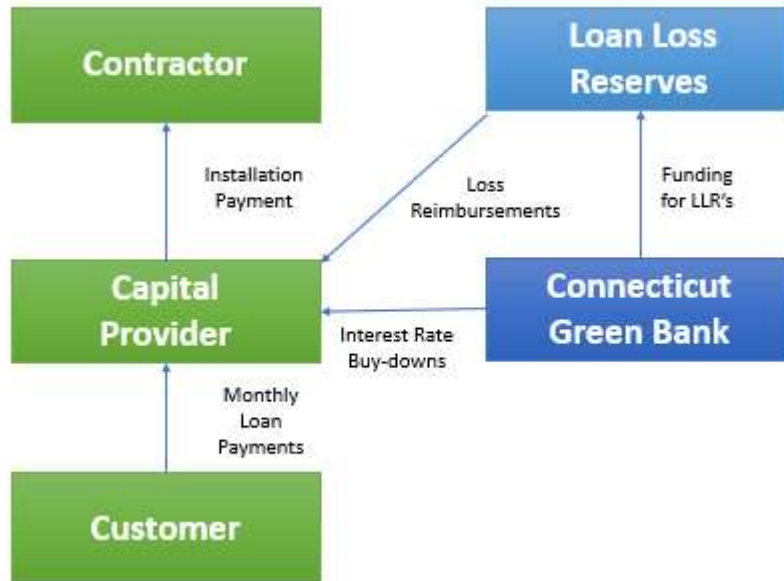 Contractor
Loan Loss
Reserves
Installation
Payment
Loss
Reimbursements
Funding
for LLR's
Capital
Provider
Connecticut
Green Bank
Interest Rate
Buy-downs
Monthly
Loan
Payments
Customer